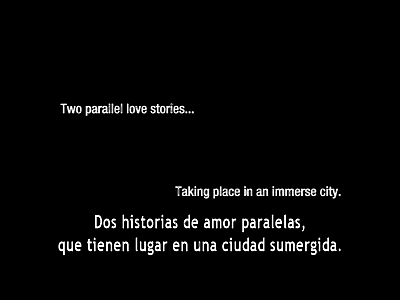 Two parallel love stories...
Taking place in an immerse city.
Dos historias de amor paralelas,
que tienen lugar en una ciudad sumergida.